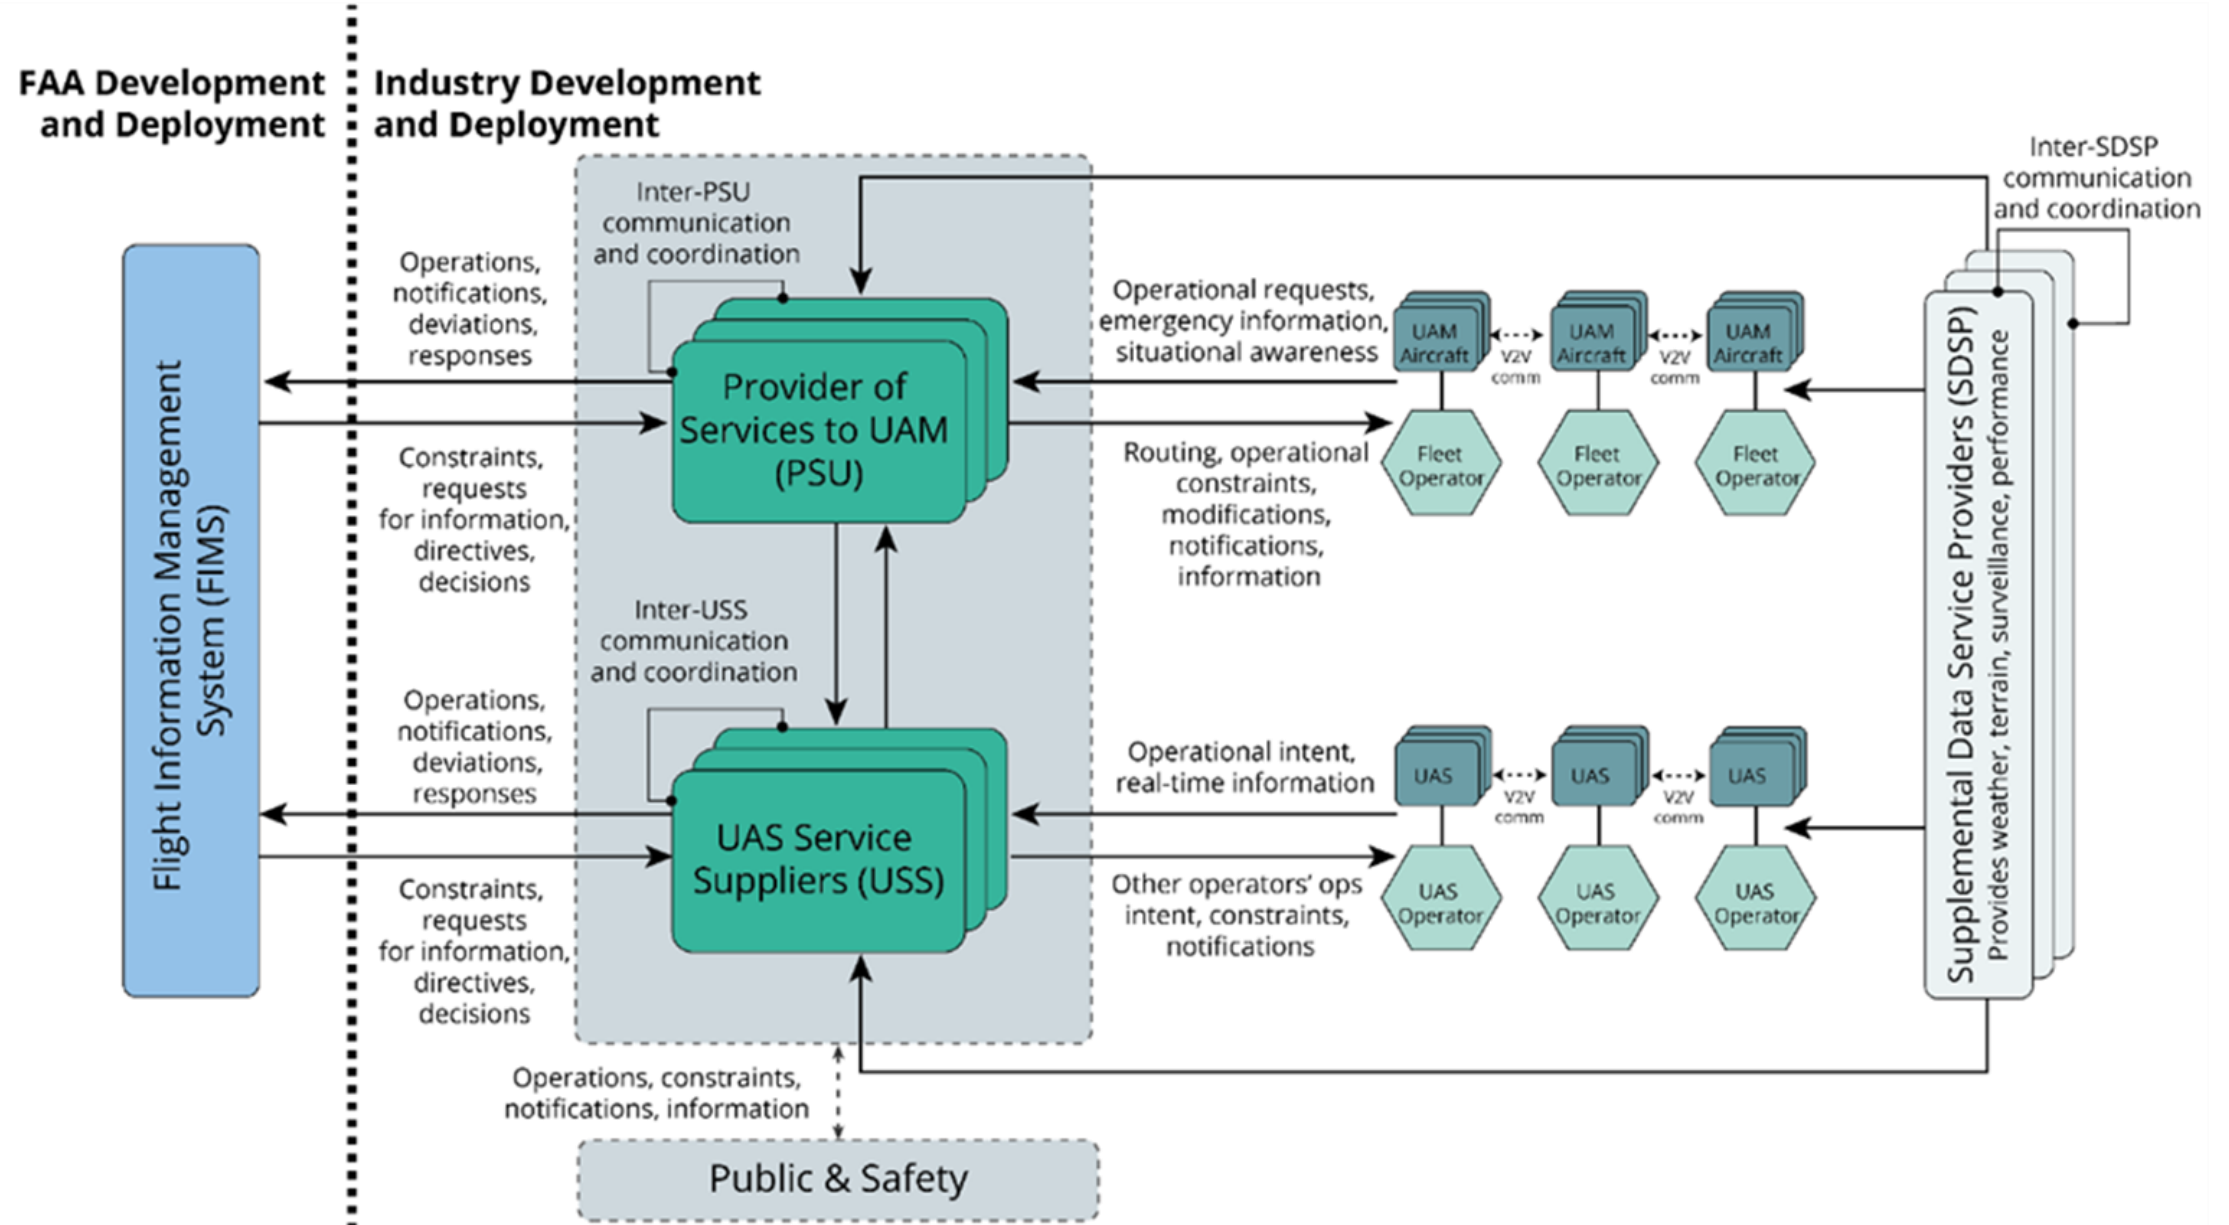 FAA Development
and Deployment
Industry Development
and Deployment
Inter-SDSP
communication
and coordination
Inter-PSU
communication
and coordination
Operations,
notifications,
deviations,
responses
Operational requests,
emergency information,
situational awareness
UAM
Aircraft
V2V
comm
UAM
Aircraft
V2V
comm
UAM
Aircraft
Provider of
Services to UAM
(PSU)
Constraints,
requests
for information,
directives,
decisions
Routing, operational
constraints,
modifications,
notifications,
information
Fleet
Operator
Fleet
Operator
Fleet
Operator
Flight Information Management
System (FIMS)
Supplemental Data Service Providers (SDSP)
Provides weather, terrain, surveillance, performance
Inter-USS
communication
and coordination
Operations,
notifications,
deviations,
responses
Operational intent,
real-time information
UAS
V2V
comm
UAS
V2V
comm
UAS
UAS Service
Suppliers (USS)
Constraints,
requests
for information,
directives,
decisions
Other operators’ ops
intent, constraints,
notifications
UAS
Operator
UAS
Operator
UAS
Operator
Operations, constraints,
notifications, information
Public & Safety